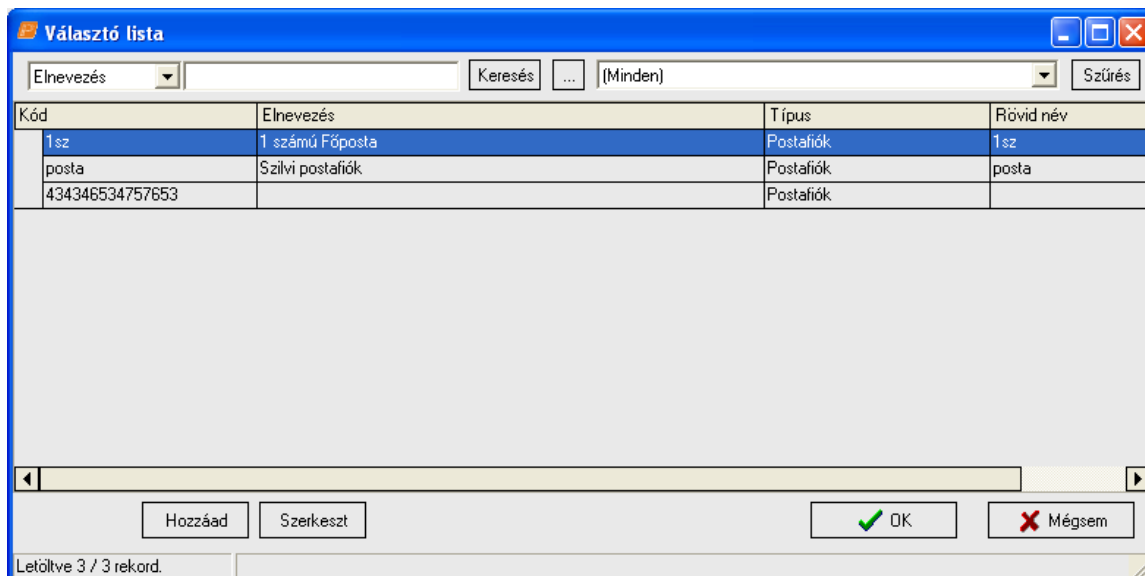 Választó lista
Elnevezés Keresés ... (Minden) Szűrés
Kód Elnevezés Típus Rövid név
1sz 1 számú Főposta Postafiók 1sz
posta Szilvi postafiók Postafiók posta
434346534757653 Postafiók
Hozzáad Szerkeszt OK Mégsem
Letöltve 3 / 3 rekord.